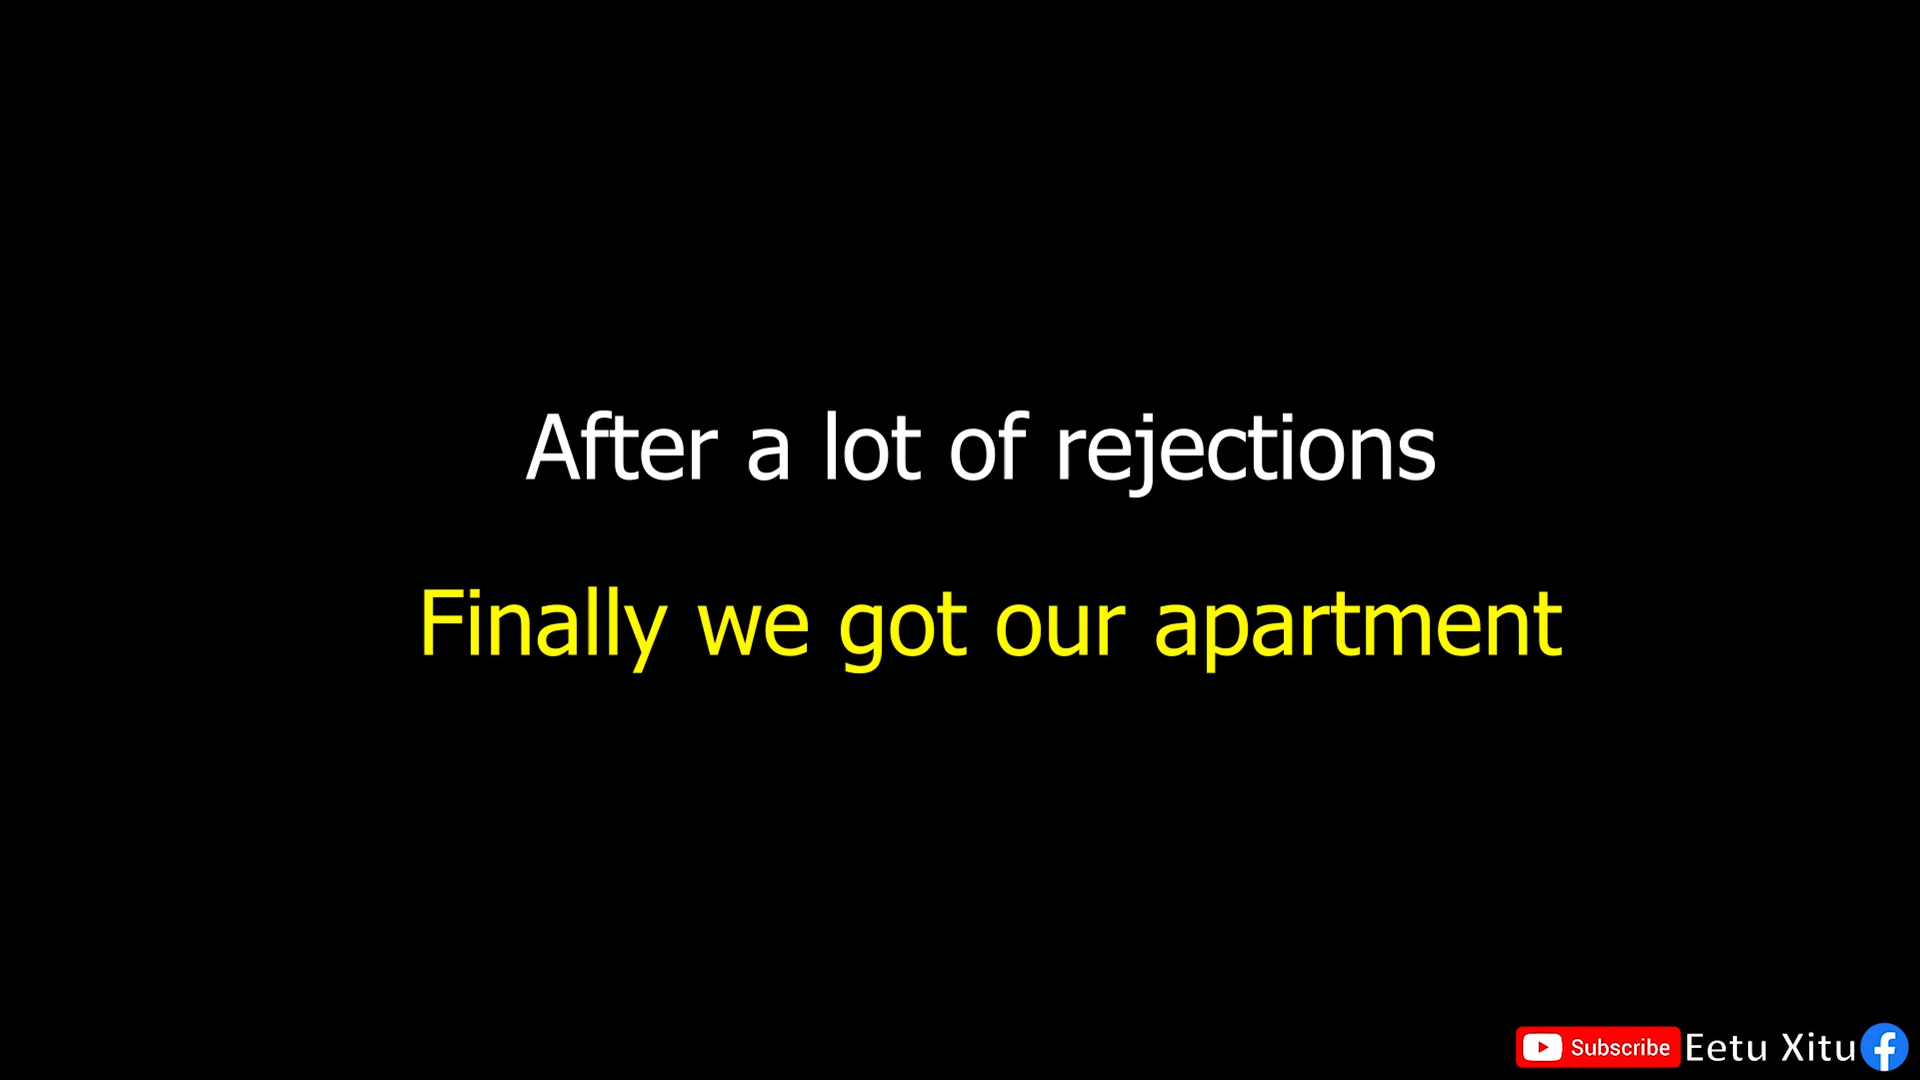 After a lot of rejections
Finally we got our apartment
Subscribe Eetu Xitu